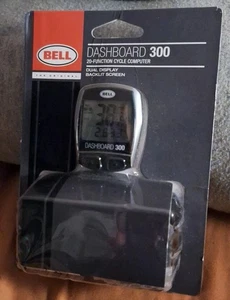 BELL
DASHBOARD 300
20-FUNCTION CYCLE COMPUTER
DUAL DISPLAY
BACKLIT SCREEN
DASHBOARD 300